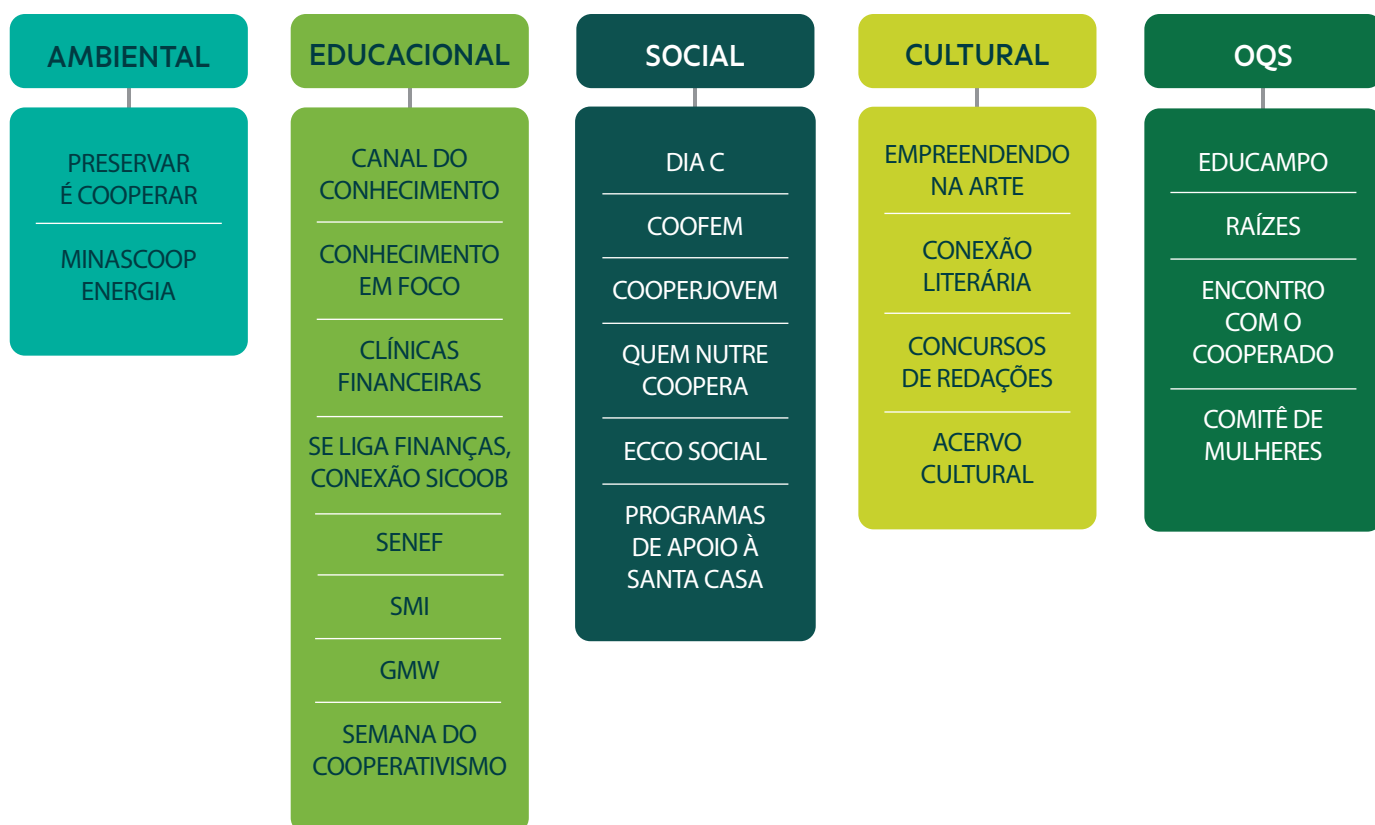 AMBIENTAL
PRESERVAR
É COOPERAR
MINASCOOP
ENERGIA
EDUCACIONAL
CANAL DO
CONHECIMENTO
CONHECIMENTO
EM FOCO
CLÍNICAS
FINANCEIRAS
SE LIGA FINANÇAS,
CONEXÃO SICOOB
SENEF
SMI
GMW
SEMANA DO
COOPERATIVISMO
SOCIAL
DIA C
COOFEM
COOPERJOVEM
QUEM NUTRE
COOPERA
ECCO SOCIAL
PROGRAMAS
DE APOIO À
SANTA CASA
CULTURAL
EMPREENDENDO
NA ARTE
CONEXÃO
LITERÁRIA
CONCURSOS
DE REDAÇÕES
ACERVO
CULTURAL
OQS
EDUCAMPO
RAÍZES
ENCONTRO
COM O
COOPERADO
COMITÊ DE
MULHERES